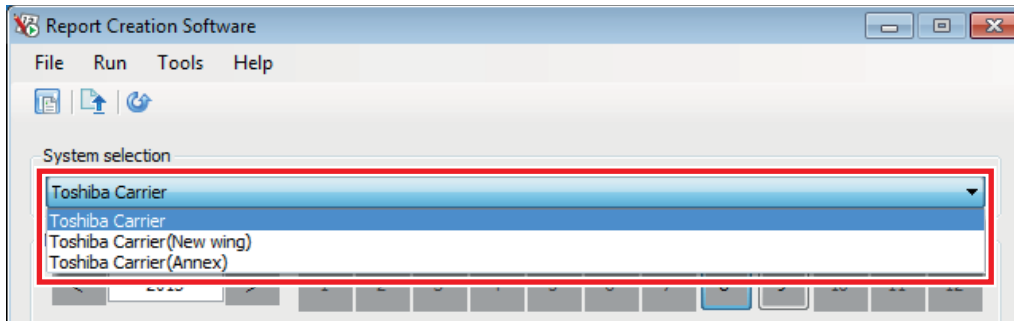 Report Creation Software
File Run Tools Help
System selection
Toshiba Carrier
Toshiba Carrier
Toshiba Carrier(New wing)
Toshiba Carrier(Annex)